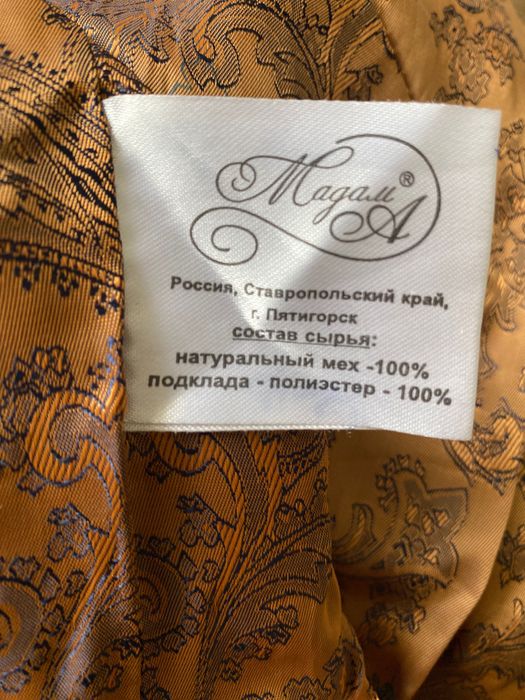 Мадам®
А
Россия, Ставропольский край,
г. Пятигорск
состав сырья:
натуральный мех -100%
подклада - полиэстер - 100%